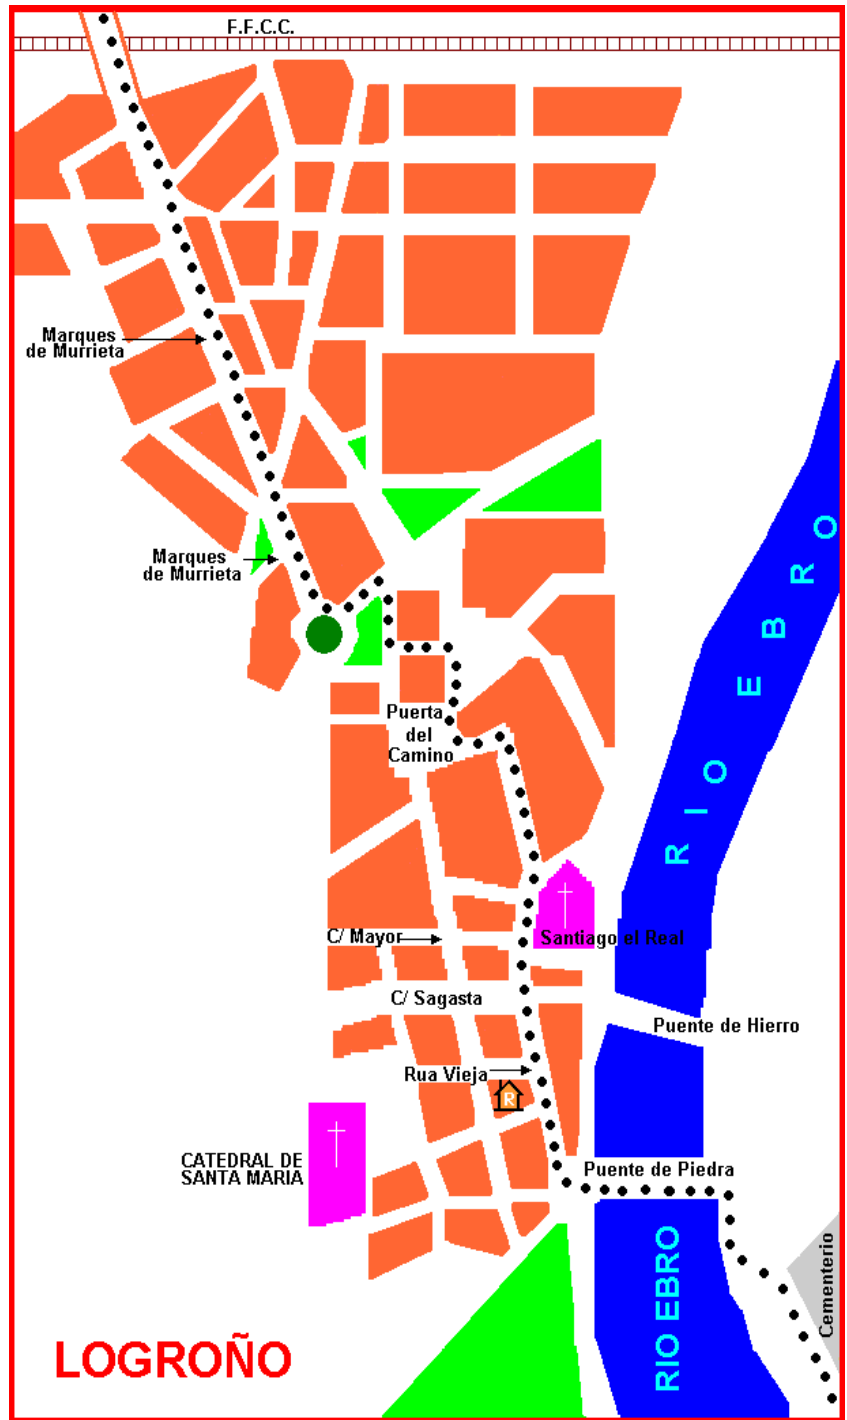 F.F.C.C.
Marques
de Murrieta
RIO EBRO
Marques
de Murrieta
Puerta
del
Camino
C/ Mayor
Santiago el Real
C/ Sagasta
Puente de Hierro
Rua Vieja
R
CATEDRAL DE
SANTA MARIA
Puente de Piedra
RIO EBRO
Cementerio
LOGROÑO